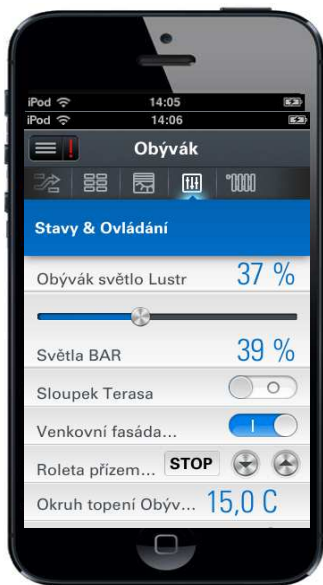 iPod 14:05
iPod 14:06
Obývák
Stavy & Ovládání
Obývák světlo Lustr 37 %
Světla BAR 39 %
Sloupek Terasa
Venkovní fasáda...
Roleta přízem... STOP
Okruh topení Obýv... 15,0 C